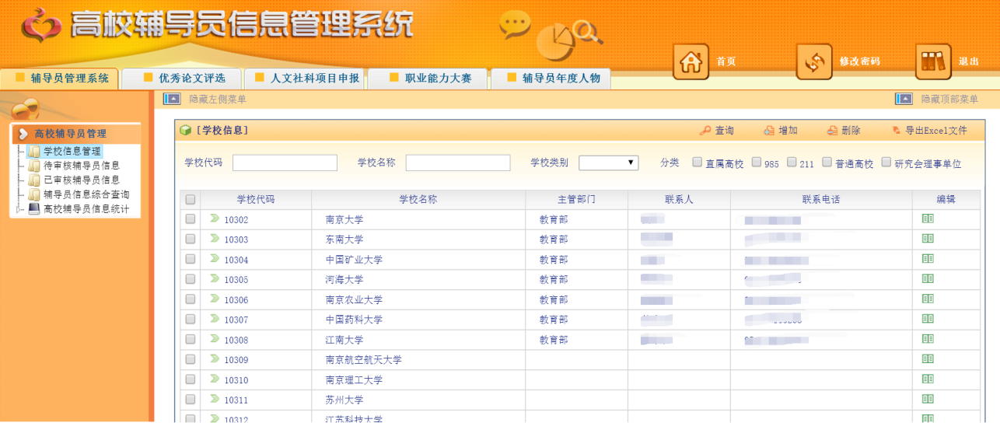 高校辅导员信息管理系统
首页 修改密码 退出
辅导员管理系统 优秀论文评选 人文社科项目申报 职业能力大赛 辅导员年度人物
隐藏左侧菜单 隐藏顶部菜单
高校辅导员管理
学校信息管理
待审核辅导员信息
已审核辅导员信息
辅导员信息综合查询
高校辅导员信息统计
[学校信息] 查询 增加 删除 导出Excel文件
学校代码 学校名称 学校类别 分类 直属高校 985 211 普通高校 研究会理事单位
学校代码 学校名称 主管部门 联系人 联系电话 编辑
10302 南京大学 教育部
10303 东南大学 教育部
10304 中国矿业大学 教育部
10305 河海大学 教育部
10306 南京农业大学 教育部
10307 中国药科大学 教育部
10308 江南大学 教育部
10309 南京航空航天大学
10310 南京理工大学
10311 苏州大学
10312 江苏科技大学